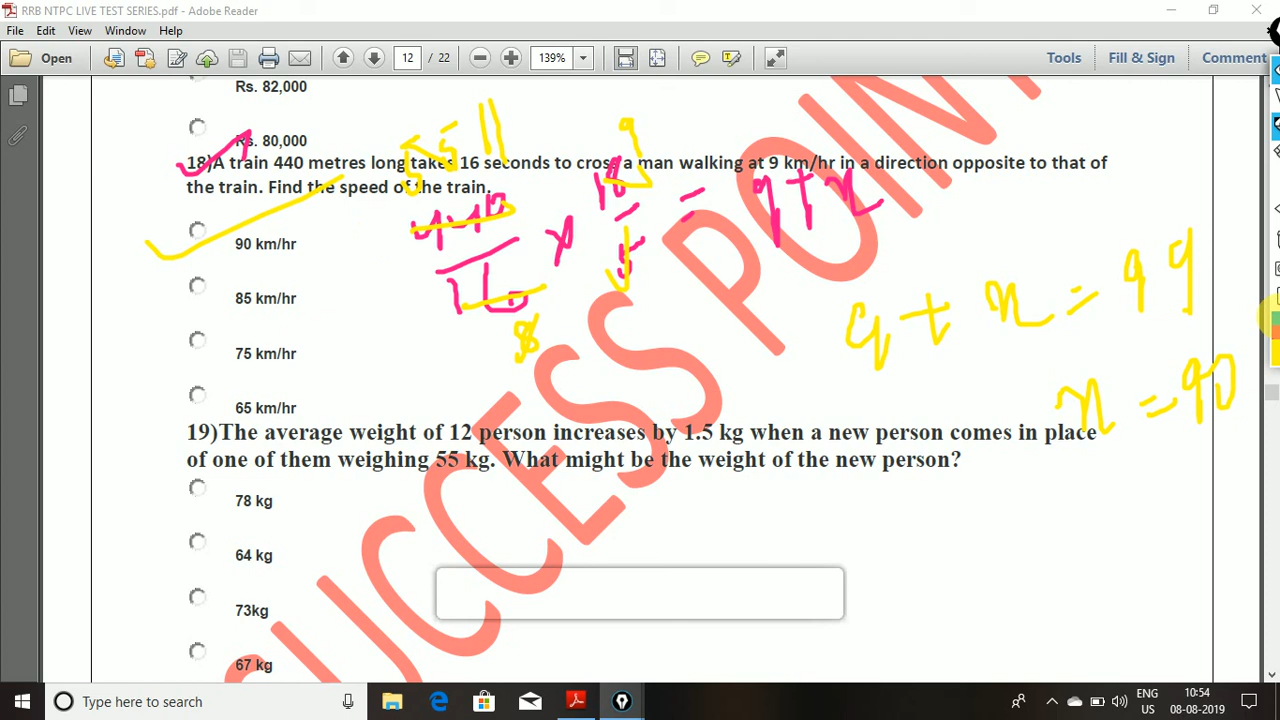 RRB NTPC LIVE TEST SERIES.pdf - Adobe Reader
File Edit View Window Help
Open 12 / 22 139% Tools Fill & Sign Comment
Rs. 82,000
Rs. 80,000
18)A train 440 metres long takes 16 seconds to cross a man walking at 9 km/hr in a direction opposite to that of
the train. Find the speed of the train.
90 km/hr
85 km/hr
75 km/hr
65 km/hr
440/16 × 18/5 = 9+x
9 + x = 99
x = 90
19)The average weight of 12 person increases by 1.5 kg when a new person comes in place
of one of them weighing 55 kg. What might be the weight of the new person?
78 kg
64 kg
73kg
67 kg
SUCCESS POINT
Type here to search
ENG
US
10:54
08-08-2019